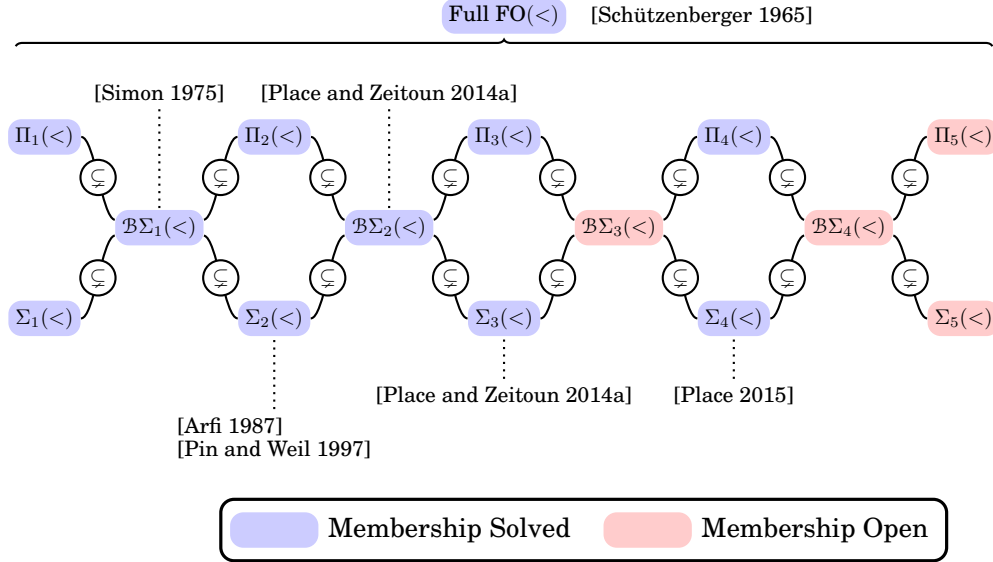 Full FO(<) [Schützenberger 1965]
[Simon 1975] [Place and Zeitoun 2014a]
Π₁(<) Π₂(<) Π₃(<) Π₄(<) Π₅(<)
⊊ ⊊ ⊊ ⊊ ⊊ ⊊ ⊊ ⊊
ℬΣ₁(<) ℬΣ₂(<) ℬΣ₃(<) ℬΣ₄(<)
⊊ ⊊ ⊊ ⊊ ⊊ ⊊ ⊊ ⊊
Σ₁(<) Σ₂(<) Σ₃(<) Σ₄(<) Σ₅(<)
[Place and Zeitoun 2014a] [Place 2015]
[Arfi 1987]
[Pin and Weil 1997]
Membership Solved Membership Open